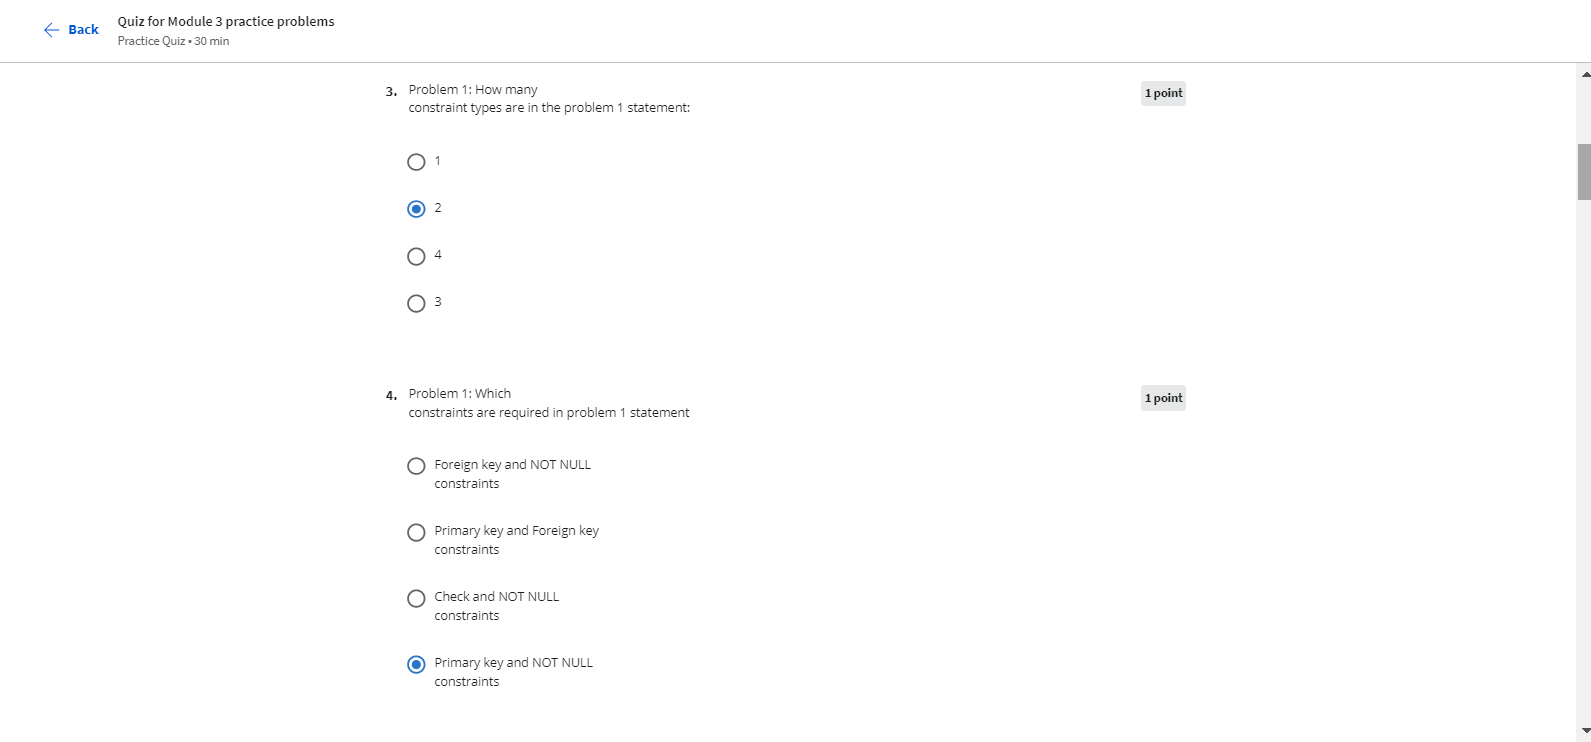 Back
Quiz for Module 3 practice problems
Practice Quiz • 30 min
3. Problem 1: How many
constraint types are in the problem 1 statement:
1 point
1
2
4
3
4. Problem 1: Which
constraints are required in problem 1 statement
1 point
Foreign key and NOT NULL
constraints
Primary key and Foreign key
constraints
Check and NOT NULL
constraints
Primary key and NOT NULL
constraints